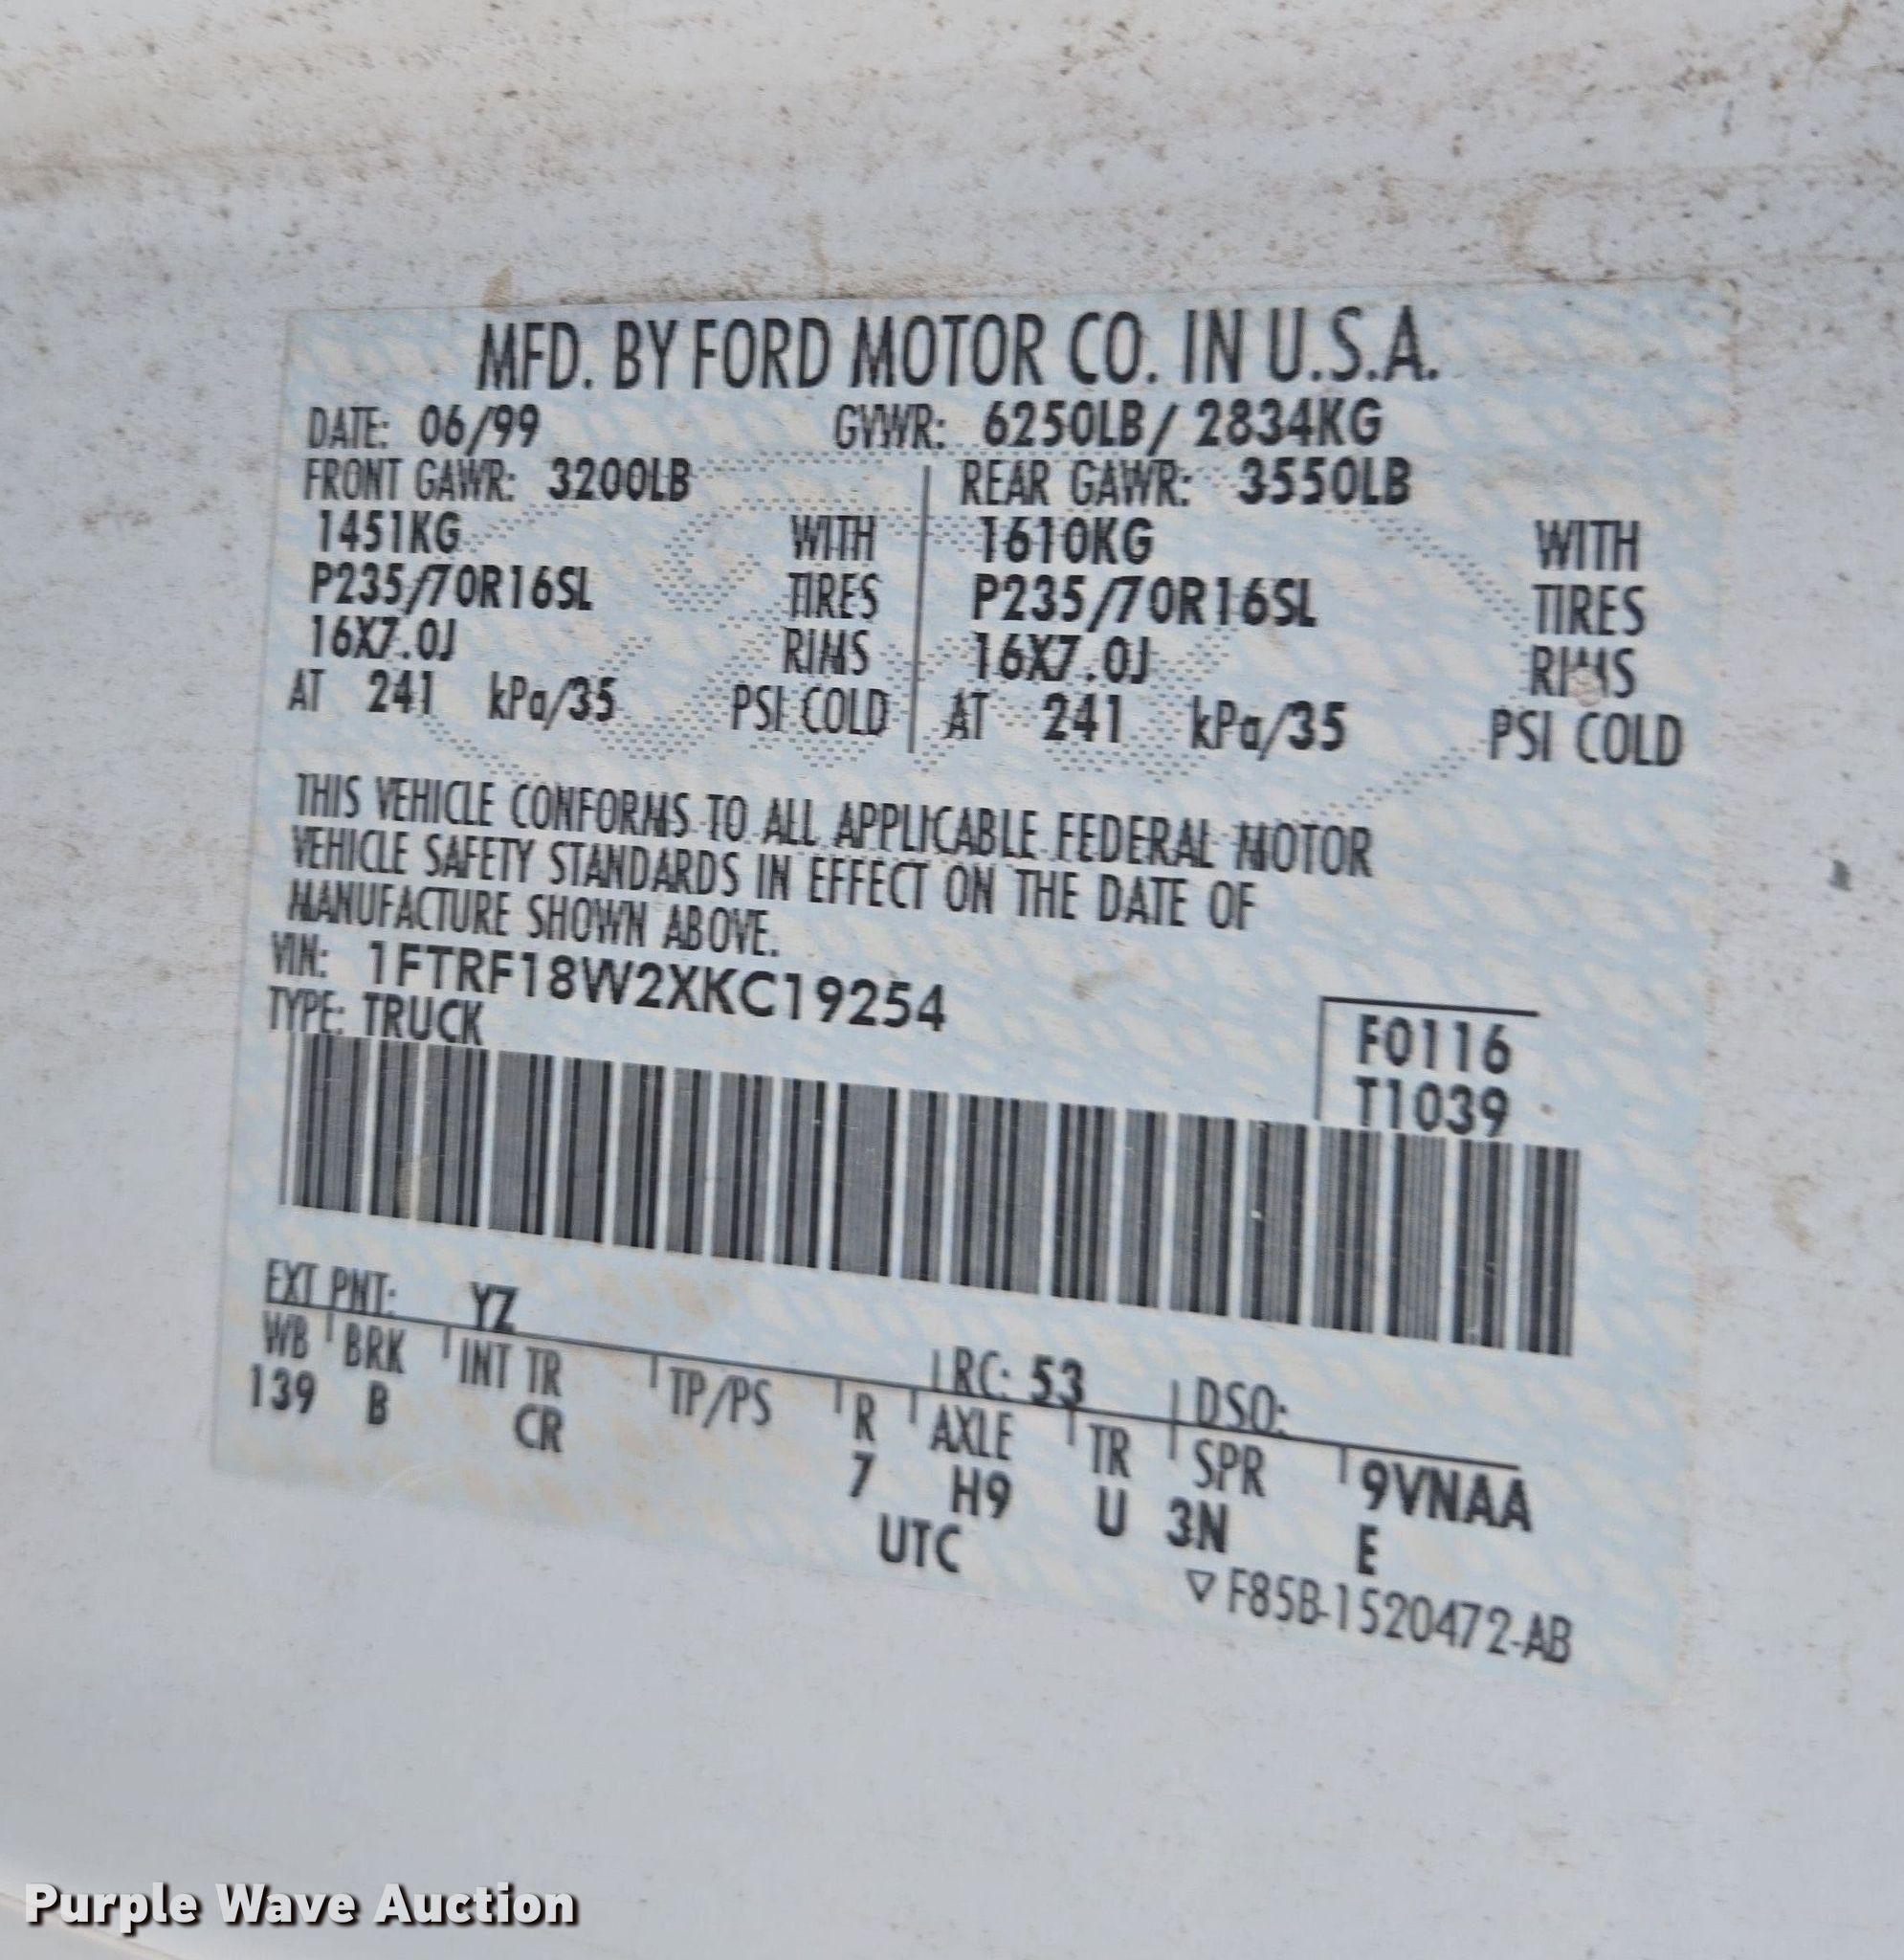 MFD. BY FORD MOTOR CO. IN U.S.A.
DATE: 06/99 GVWR: 6250LB/ 2834KG
FRONT GAWR: 3200LB REAR GAWR: 3550LB
1451KG WITH 1610KG WITH
P235/70R16SL TIRES P235/70R16SL TIRES
16X7.0J RIMS 16X7.0J RIMS
AT 241 kPa/35 PSI COLD AT 241 kPa/35 PSI COLD
THIS VEHICLE CONFORMS TO ALL APPLICABLE FEDERAL MOTOR
VEHICLE SAFETY STANDARDS IN EFFECT ON THE DATE OF
MANUFACTURE SHOWN ABOVE.
VIN: 1FTRF18W2XKC19254
TYPE: TRUCK
F0116
T1039
EXT PNT: YZ RC: 53 DSO:
WB BRK INT TR TP/PS R AXLE TR SPR 9VNAA
139 B CR 7 H9 U 3N E
UTC
▽ F85B-1520472-AB
Purple Wave Auction